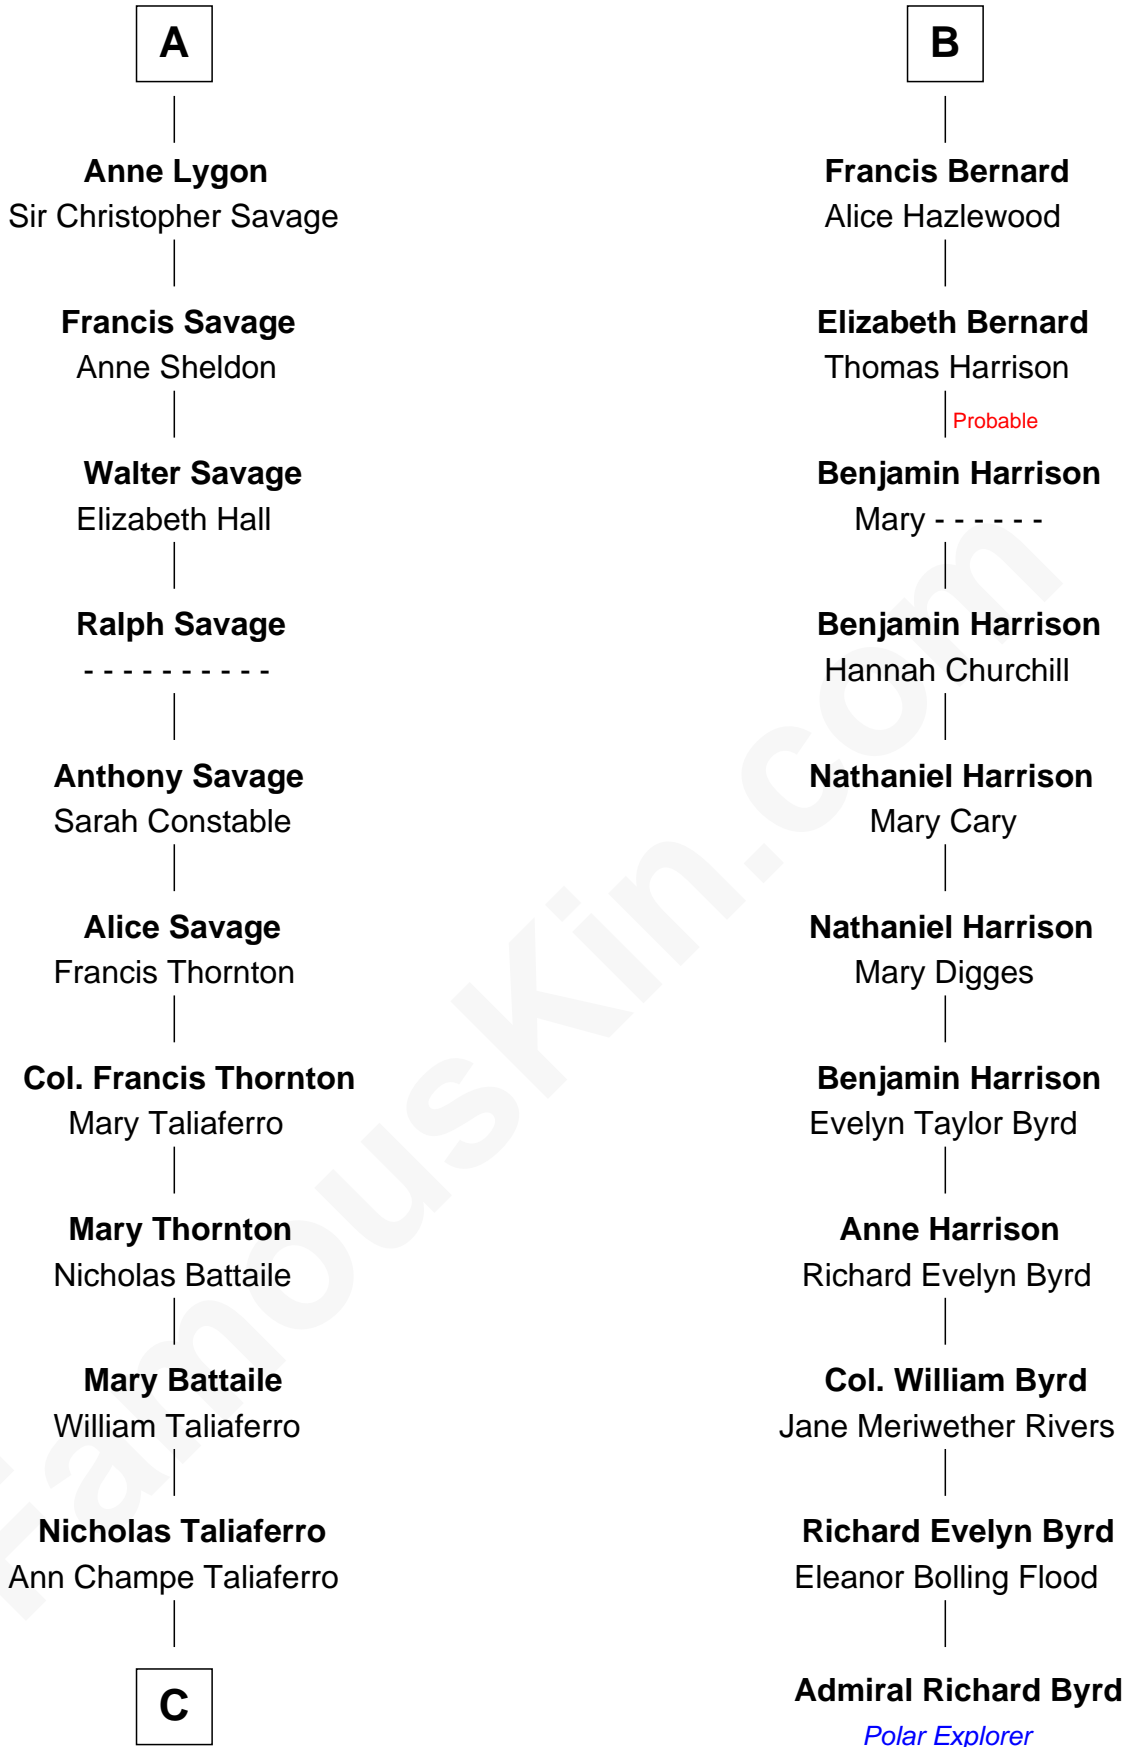 A
Anne Lygon
Sir Christopher Savage
Francis Savage
Anne Sheldon
Walter Savage
Elizabeth Hall
Ralph Savage
- - - - - - - - - -
Anthony Savage
Sarah Constable
Alice Savage
Francis Thornton
Col. Francis Thornton
Mary Taliaferro
Mary Thornton
Nicholas Battaile
Mary Battaile
William Taliaferro
Nicholas Taliaferro
Ann Champe Taliaferro
C
B
Francis Bernard
Alice Hazlewood
Elizabeth Bernard
Thomas Harrison
Probable
Benjamin Harrison
Mary - - - - - -
Benjamin Harrison
Hannah Churchill
Nathaniel Harrison
Mary Cary
Nathaniel Harrison
Mary Digges
Benjamin Harrison
Evelyn Taylor Byrd
Anne Harrison
Richard Evelyn Byrd
Col. William Byrd
Jane Meriwether Rivers
Richard Evelyn Byrd
Eleanor Bolling Flood
Admiral Richard Byrd
Polar Explorer
FamousKin.com